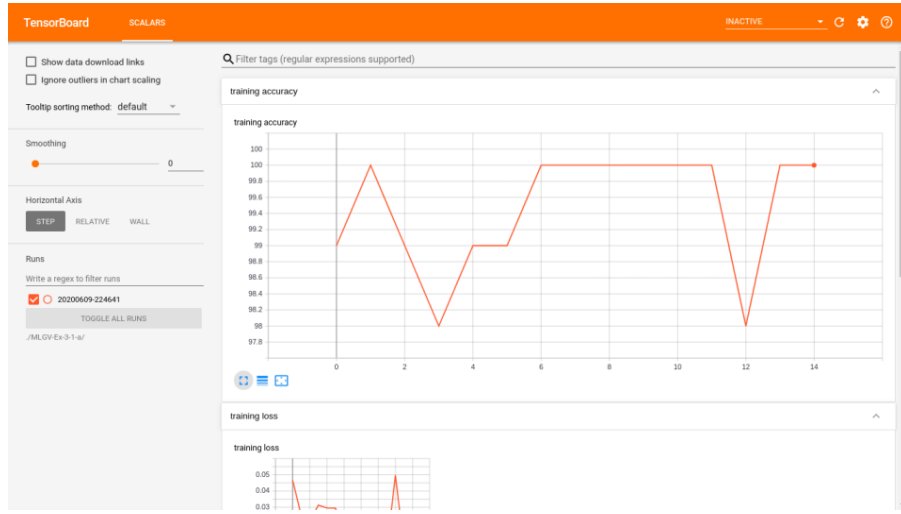 TensorBoard SCALARS INACTIVE
Show data download links
Ignore outliers in chart scaling
Tooltip sorting method: default
Smoothing
0
Horizontal Axis
STEP RELATIVE WALL
Runs
Write a regex to filter runs
20200609-224641
TOGGLE ALL RUNS
./MLGV-Ex-3-1-a/
Filter tags (regular expressions supported)
training accuracy
training accuracy
100
100
99.8
99.6
99.4
99.2
99
98.8
98.6
98.4
98.2
98
97.8
0 2 4 6 8 10 12 14
training loss
training loss
0.05
0.04
0.03